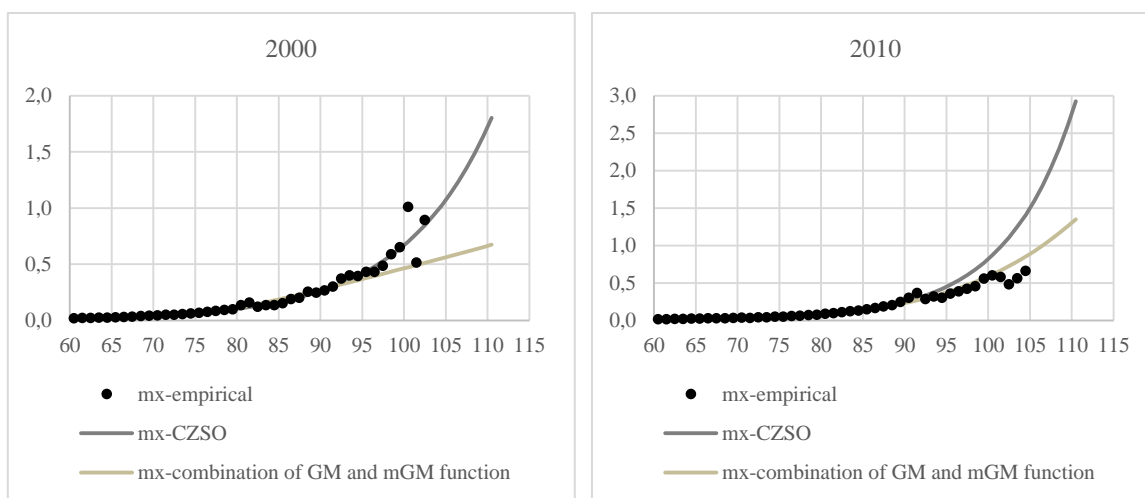 2000
2,0
1,5
1,0
0,5
0,0
60 65 70 75 80 85 90 95 100 105 110 115
mx-empirical
mx-CZSO
mx-combination of GM and mGM function
2010
3,0
2,5
2,0
1,5
1,0
0,5
0,0
60 65 70 75 80 85 90 95 100 105 110 115
mx-empirical
mx-CZSO
mx-combination of GM and mGM function